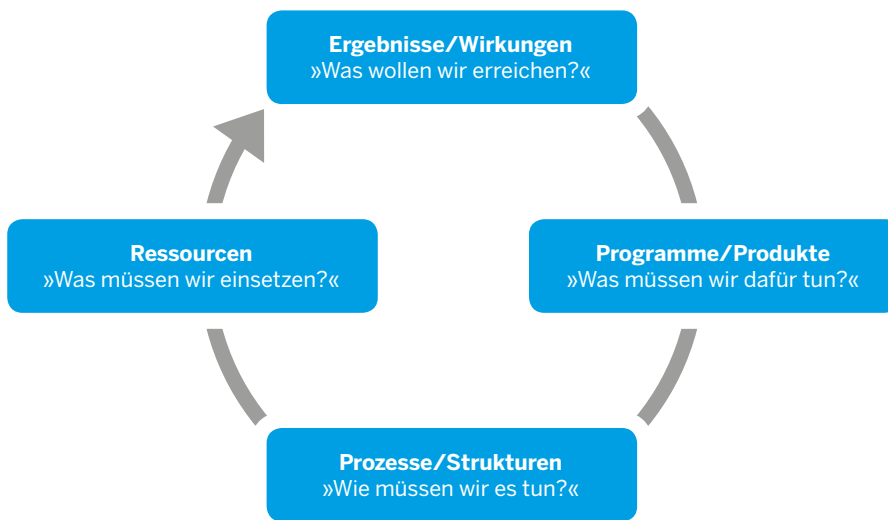 Ergebnisse/Wirkungen
»Was wollen wir erreichen?«
Ressourcen
»Was müssen wir einsetzen?«
Programme/Produkte
»Was müssen wir dafür tun?«
Prozesse/Strukturen
»Wie müssen wir es tun?«